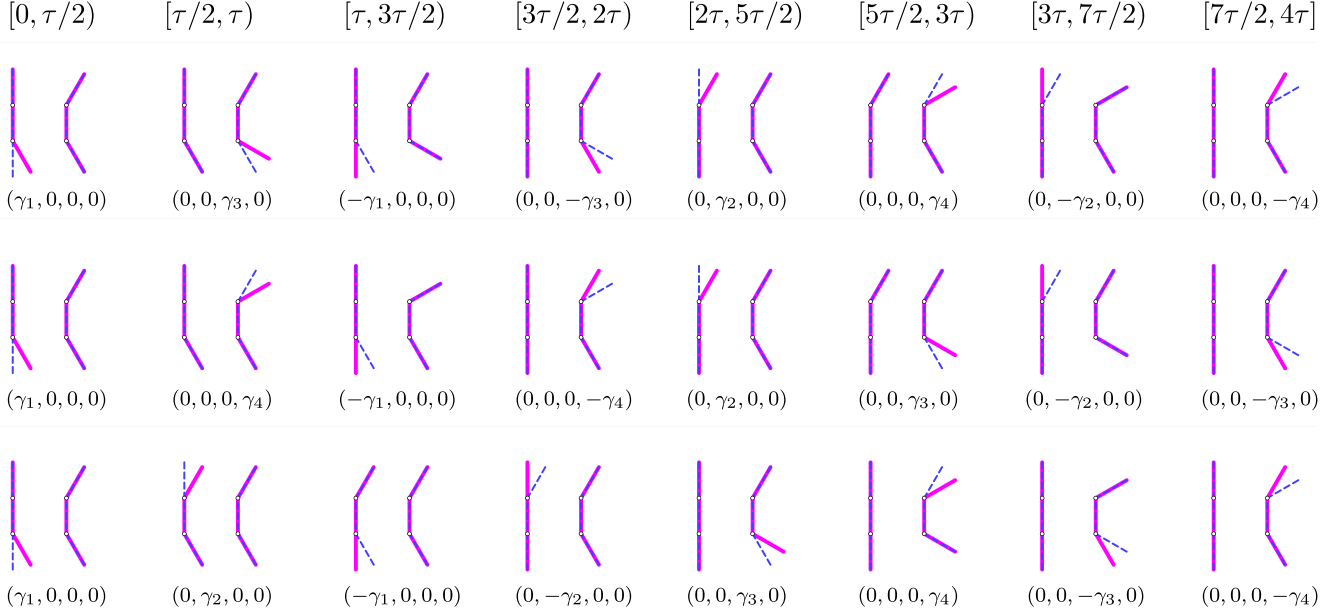 [0, τ/2) [τ/2, τ) [τ, 3τ/2) [3τ/2, 2τ) [2τ, 5τ/2) [5τ/2, 3τ) [3τ, 7τ/2) [7τ/2, 4τ]
(γ₁, 0, 0, 0) (0, 0, γ₃, 0) (−γ₁, 0, 0, 0) (0, 0, −γ₃, 0) (0, γ₂, 0, 0) (0, 0, 0, γ₄) (0, −γ₂, 0, 0) (0, 0, 0, −γ₄)
(γ₁, 0, 0, 0) (0, 0, 0, γ₄) (−γ₁, 0, 0, 0) (0, 0, 0, −γ₄) (0, γ₂, 0, 0) (0, 0, γ₃, 0) (0, −γ₂, 0, 0) (0, 0, −γ₃, 0)
(γ₁, 0, 0, 0) (0, γ₂, 0, 0) (−γ₁, 0, 0, 0) (0, −γ₂, 0, 0) (0, 0, γ₃, 0) (0, 0, 0, γ₄) (0, 0, −γ₃, 0) (0, 0, 0, −γ₄)